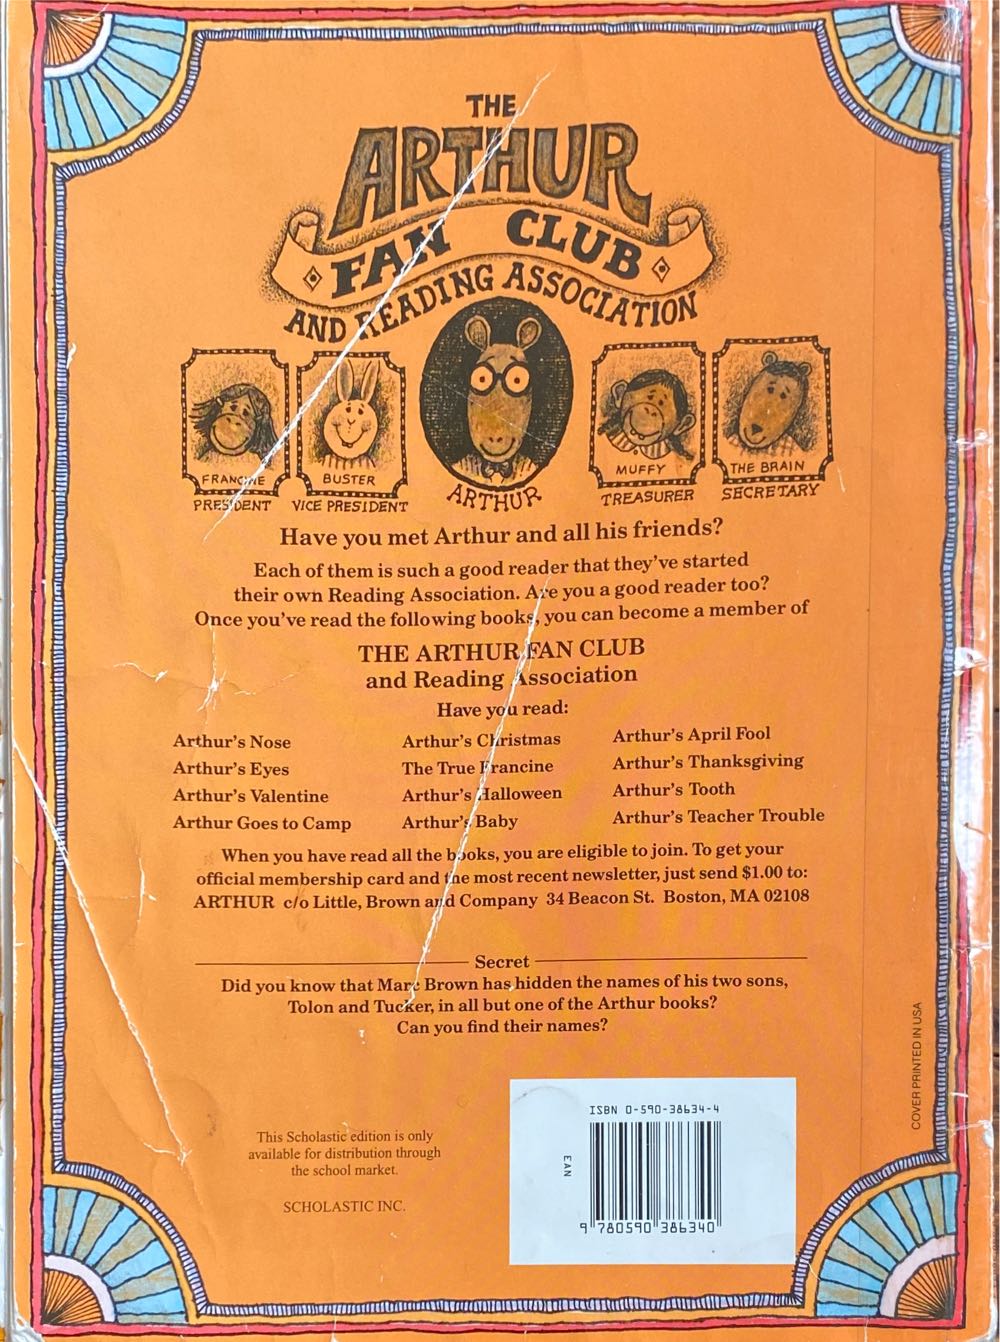 THE
ARTHUR
FAN CLUB
AND READING ASSOCIATION
FRANCINE
PRESIDENT
BUSTER
VICE PRESIDENT
ARTHUR
MUFFY
TREASURER
THE BRAIN
SECRETARY
Have you met Arthur and all his friends?
Each of them is such a good reader that they've started
their own Reading Association. Are you a good reader too?
Once you've read the following books, you can become a member of
THE ARTHUR FAN CLUB
and Reading Association
Have you read:
Arthur's Nose
Arthur's Eyes
Arthur's Valentine
Arthur Goes to Camp
Arthur's Christmas
The True Francine
Arthur's Halloween
Arthur's Baby
Arthur's April Fool
Arthur's Thanksgiving
Arthur's Tooth
Arthur's Teacher Trouble
When you have read all the books, you are eligible to join. To get your
official membership card and the most recent newsletter, just send $1.00 to:
ARTHUR c/o Little, Brown and Company 34 Beacon St. Boston, MA 02108
Secret
Did you know that Marc Brown has hidden the names of his two sons,
Tolon and Tucker, in all but one of the Arthur books?
Can you find their names?
This Scholastic edition is only
available for distribution through
the school market.
SCHOLASTIC INC.
ISBN 0-590-38634-4
EAN
9 780590 386340
COVER PRINTED IN USA